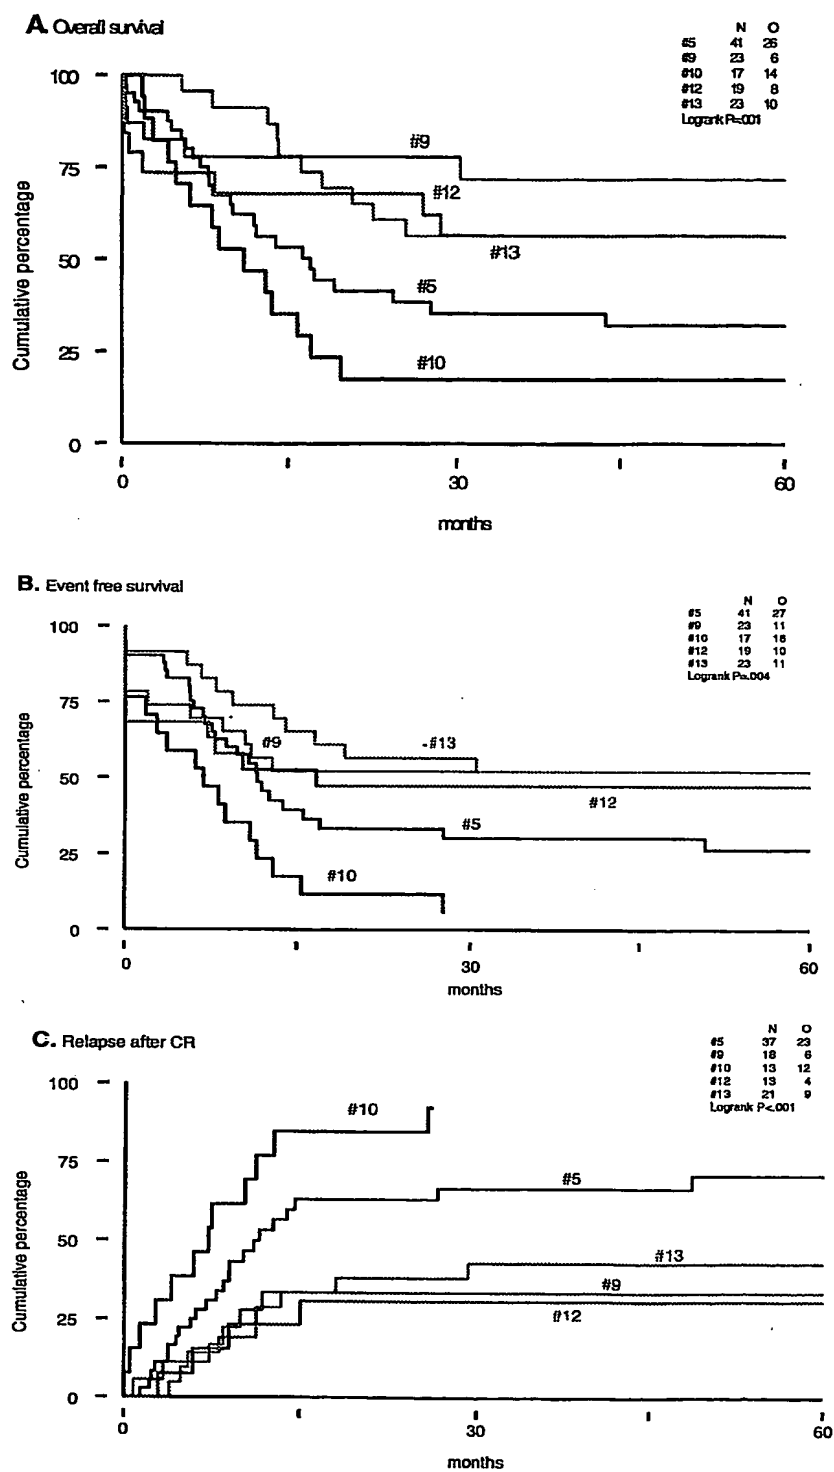 A. Overall survival
N O
#5 41 26
#9 23 6
#10 17 14
#12 19 8
#13 23 10
Logrank P=.001
100
75
50
25
0
Cumulative percentage
#9
#12
#13
#5
#10
0 30 60
months
B. Event free survival
N O
#5 41 27
#9 23 11
#10 17 16
#12 19 10
#13 23 11
Logrank P=.004
100
75
50
25
0
Cumulative percentage
#9
#13
#12
#5
#10
0 30 60
months
C. Relapse after CR
N O
#5 37 23
#9 18 6
#10 13 12
#12 13 4
#13 21 9
Logrank P<.001
100
75
50
25
0
Cumulative percentage
#10
#5
#13
#9
#12
0 30 60
months